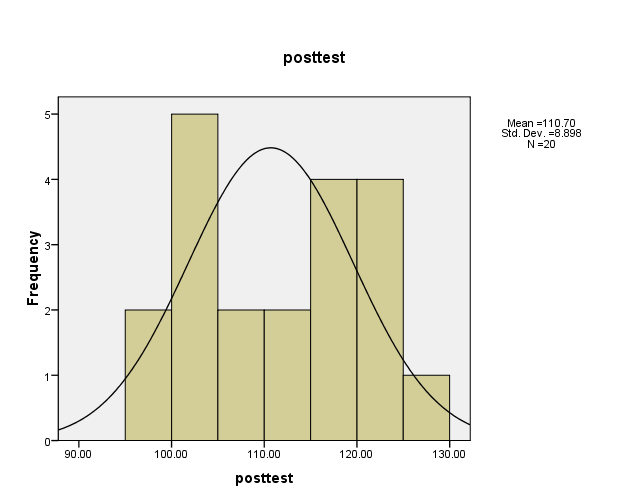 posttest
Mean =110.70
Std. Dev. =8.898
N =20
Frequency
5
4
3
2
1
0
90.00 100.00 110.00 120.00 130.00
posttest